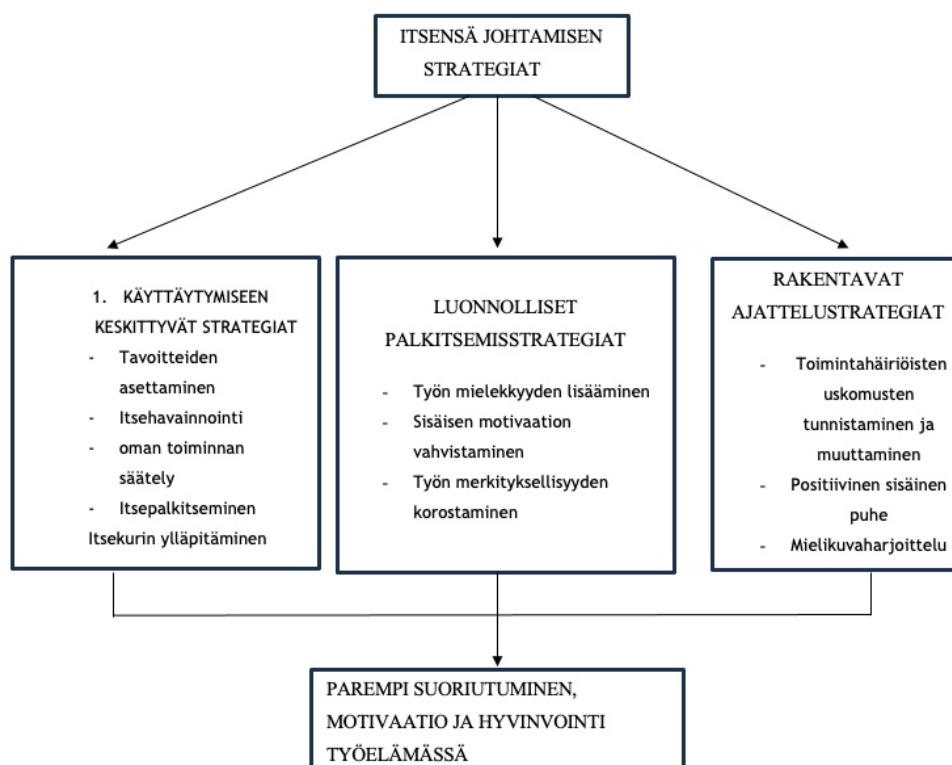 ITSENSÄ JOHTAMISEN
STRATEGIAT
1. KÄYTTÄYTYMISEEN
KESKITTYVÄT STRATEGIAT
- Tavoitteiden
asettaminen
- Itsehavainnointi
- oman toiminnan
säätely
- Itsepalkitseminen
Itsekurin ylläpitäminen
LUONNOLLISET
PALKITSEMISSTRATEGIAT
- Työn mielekkyyden lisääminen
- Sisäisen motivaation
vahvistaminen
- Työn merkityksellisyyden
korostaminen
RAKENTAVAT
AJATTELUSTRATEGIAT
- Toimintahäiriöisten
uskomusten
tunnistaminen ja
muuttaminen
- Positiivinen sisäinen
puhe
- Mielikuvaharjoittelu
PAREMPI SUORIUTUMINEN,
MOTIVAATIO JA HYVINVOINTI
TYÖELÄMÄSSÄ